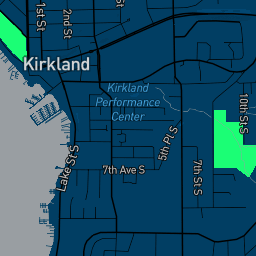 1st St
2nd St
Kirkland
Kirkland
Performance
Center
10th St S
5th Pl S
Lake St S
7th Ave S
7th St S